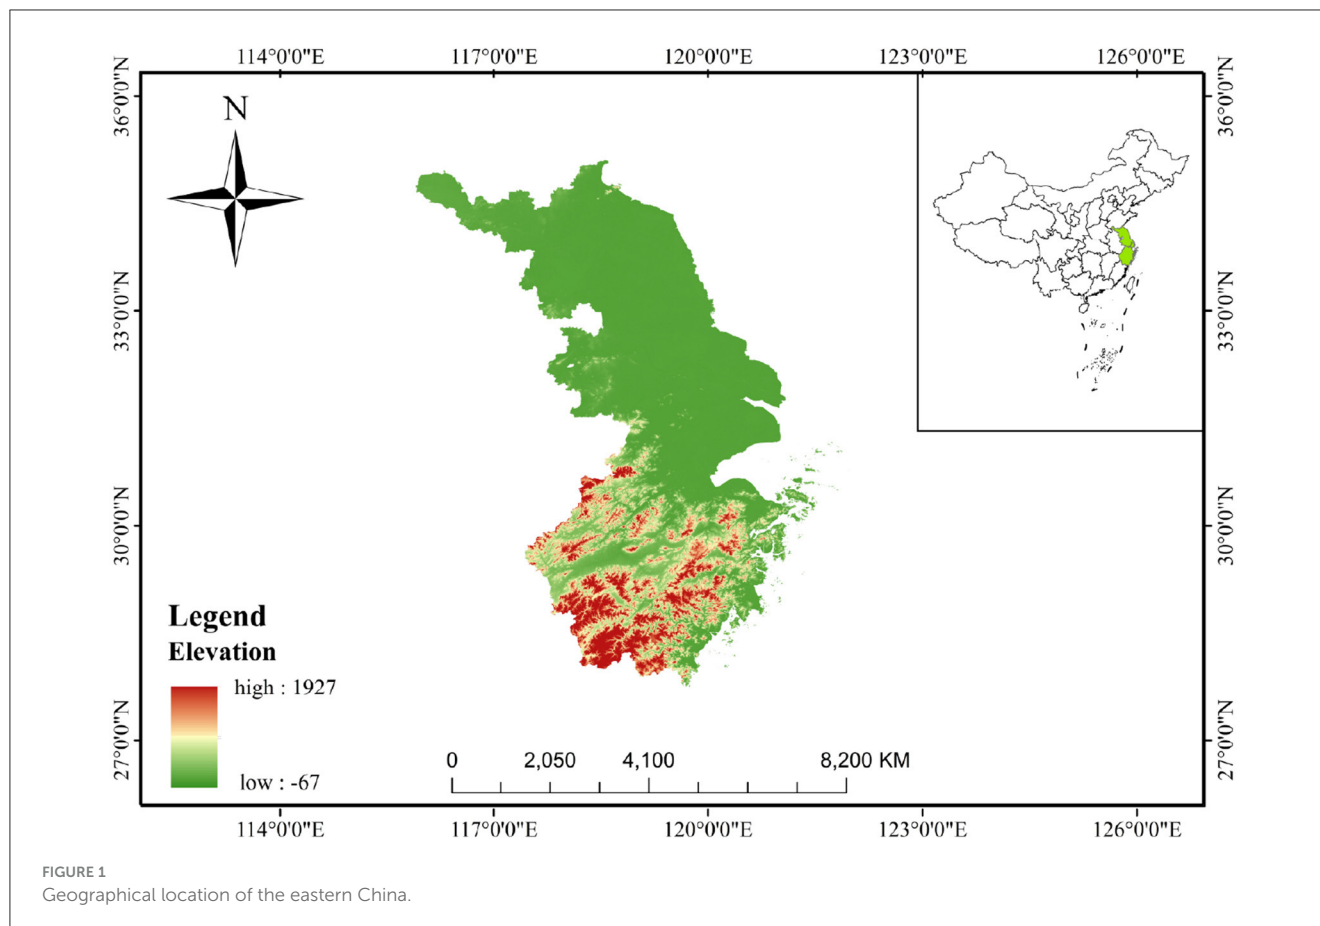 114°0'0"E 117°0'0"E 120°0'0"E 123°0'0"E 126°0'0"E
36°0'0"N
36°0'0"N
N
33°0'0"N
33°0'0"N
30°0'0"N
30°0'0"N
Legend
Elevation
high : 1927
low : -67
27°0'0"N
27°0'0"N
0 2,050 4,100 8,200 KM
114°0'0"E 117°0'0"E 120°0'0"E 123°0'0"E 126°0'0"E
FIGURE 1
Geographical location of the eastern China.